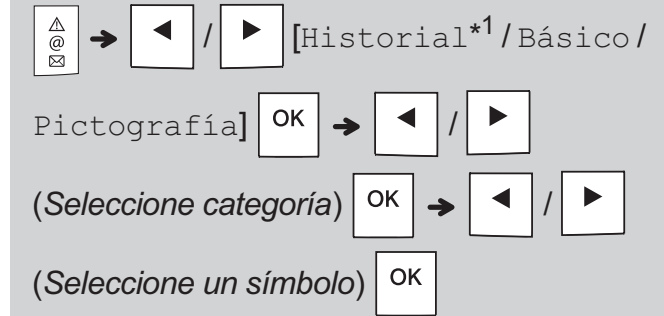 ⚠ @ ✉ → ◀ / ▶ [Historial*1 / Básico /
Pictografía] OK → ◀ / ▶
(Seleccione categoría) OK → ◀ / ▶
(Seleccione un símbolo) OK